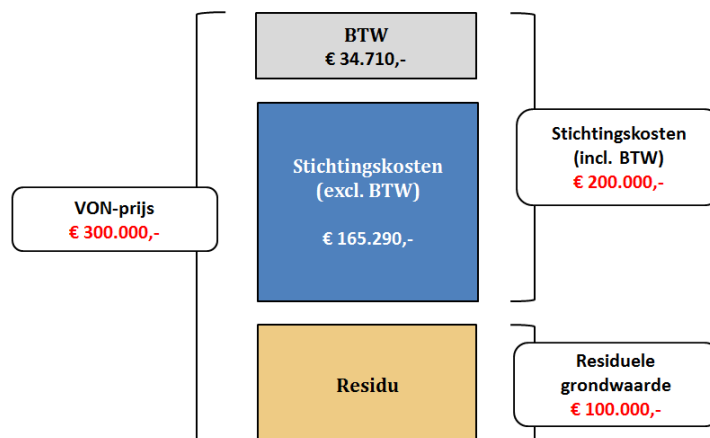 BTW
€ 34.710,-
Stichtingskosten
(excl. BTW)
€ 165.290,-
Stichtingskosten
(incl. BTW)
€ 200.000,-
VON-prijs
€ 300.000,-
Residu
Residuele
grondwaarde
€ 100.000,-